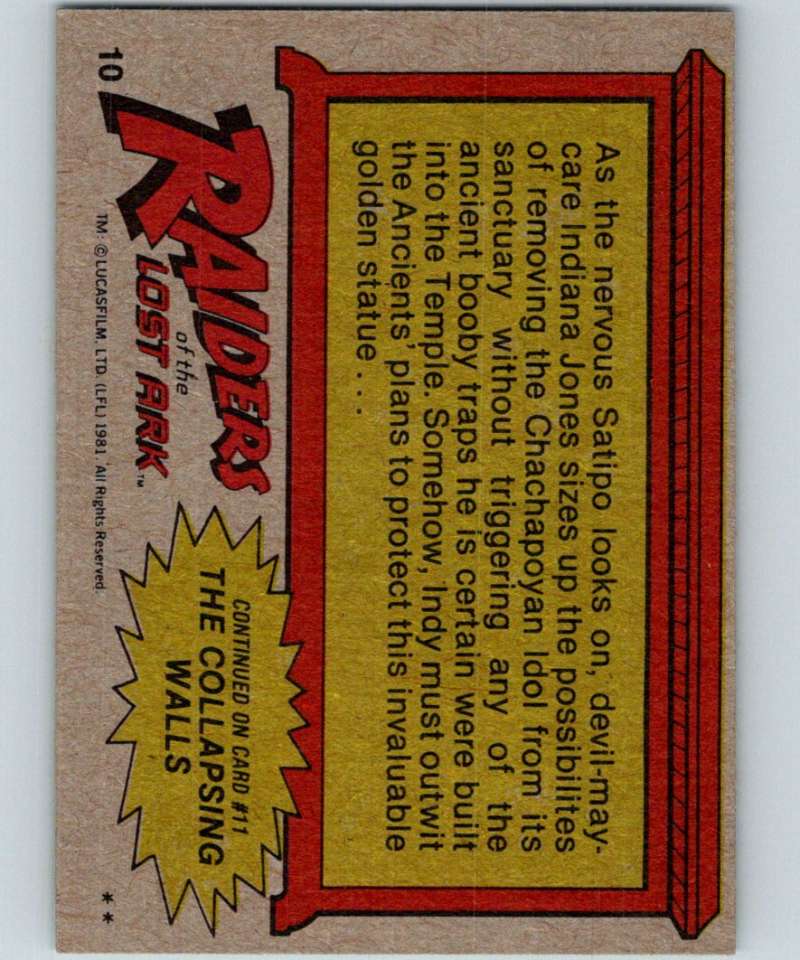 As the nervous Satipo looks on, devil-may-
care Indiana Jones sizes up the possibilites
of removing the Chachapoyan Idol from its
sanctuary without triggering any of the
ancient booby traps he is certain were built
into the Temple. Somehow, Indy must outwit
the Ancients' plans to protect this invaluable
golden statue . . .
CONTINUED ON CARD #11
THE COLLAPSING
WALLS
RAIDERS
of the
LOST ARK™
10
TM: © LUCASFILM, LTD. (LFL) 1981. All Rights Reserved.
* *